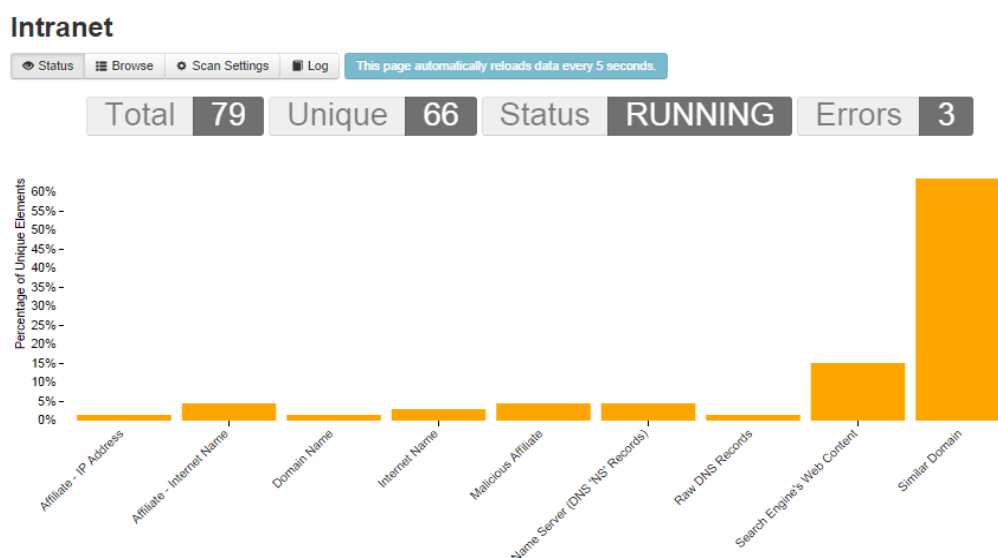 Intranet
Status Browse Scan Settings Log This page automatically reloads data every 5 seconds.
Total 79 Unique 66 Status RUNNING Errors 3
Percentage of Unique Elements
60%
55%
50%
45%
40%
35%
30%
25%
20%
15%
10%
5%
0%
Affiliate - IP Address
Affiliate - Internet Name
Domain Name
Internet Name
Malicious Affiliate
Name Server (DNS 'NS' Records)
Raw DNS Records
Search Engine's Web Content
Similar Domain